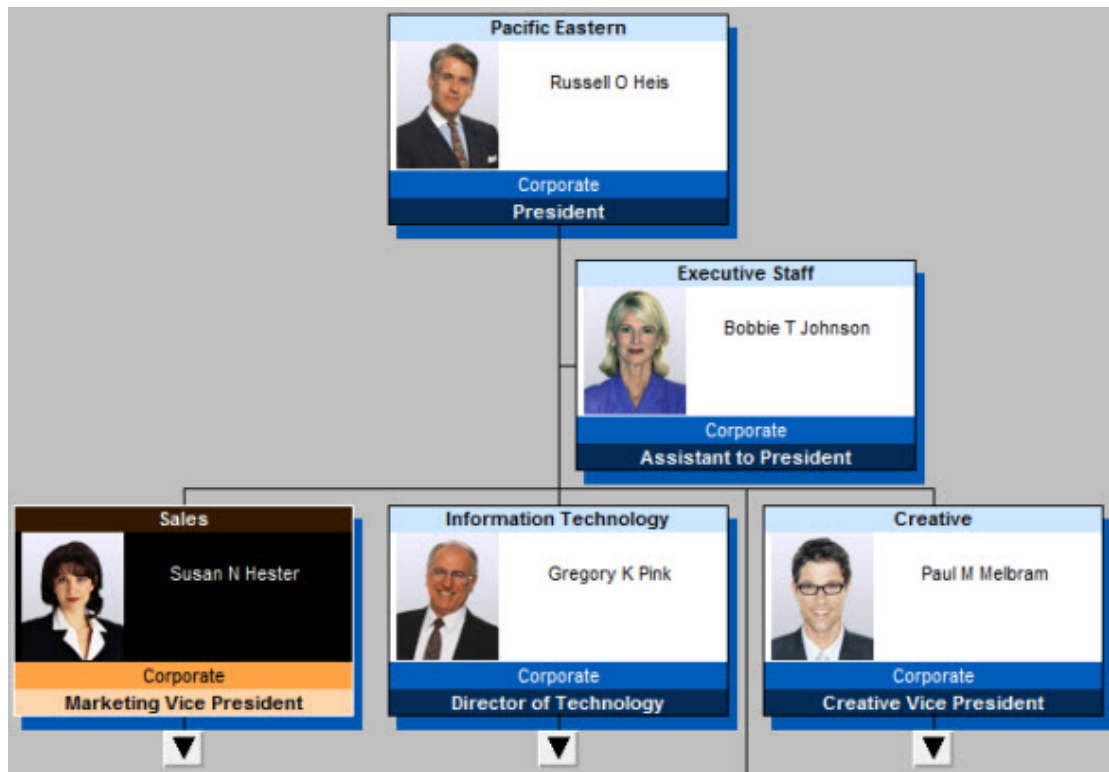 Pacific Eastern
Russell O Heis
Corporate
President
Executive Staff
Bobbie T Johnson
Corporate
Assistant to President
Sales
Susan N Hester
Corporate
Marketing Vice President
Information Technology
Gregory K Pink
Corporate
Director of Technology
Creative
Paul M Melbram
Corporate
Creative Vice President